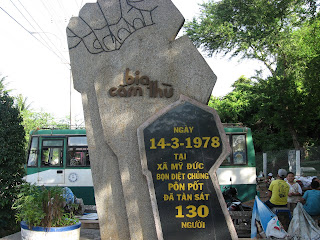 bia
căm thù
NGÀY
14-3-1978
TẠI
XÃ MỸ ĐỨC
BỌN DIỆT CHỦNG
PÔN PỐT
ĐÃ TÀN SÁT
130
NGƯỜI